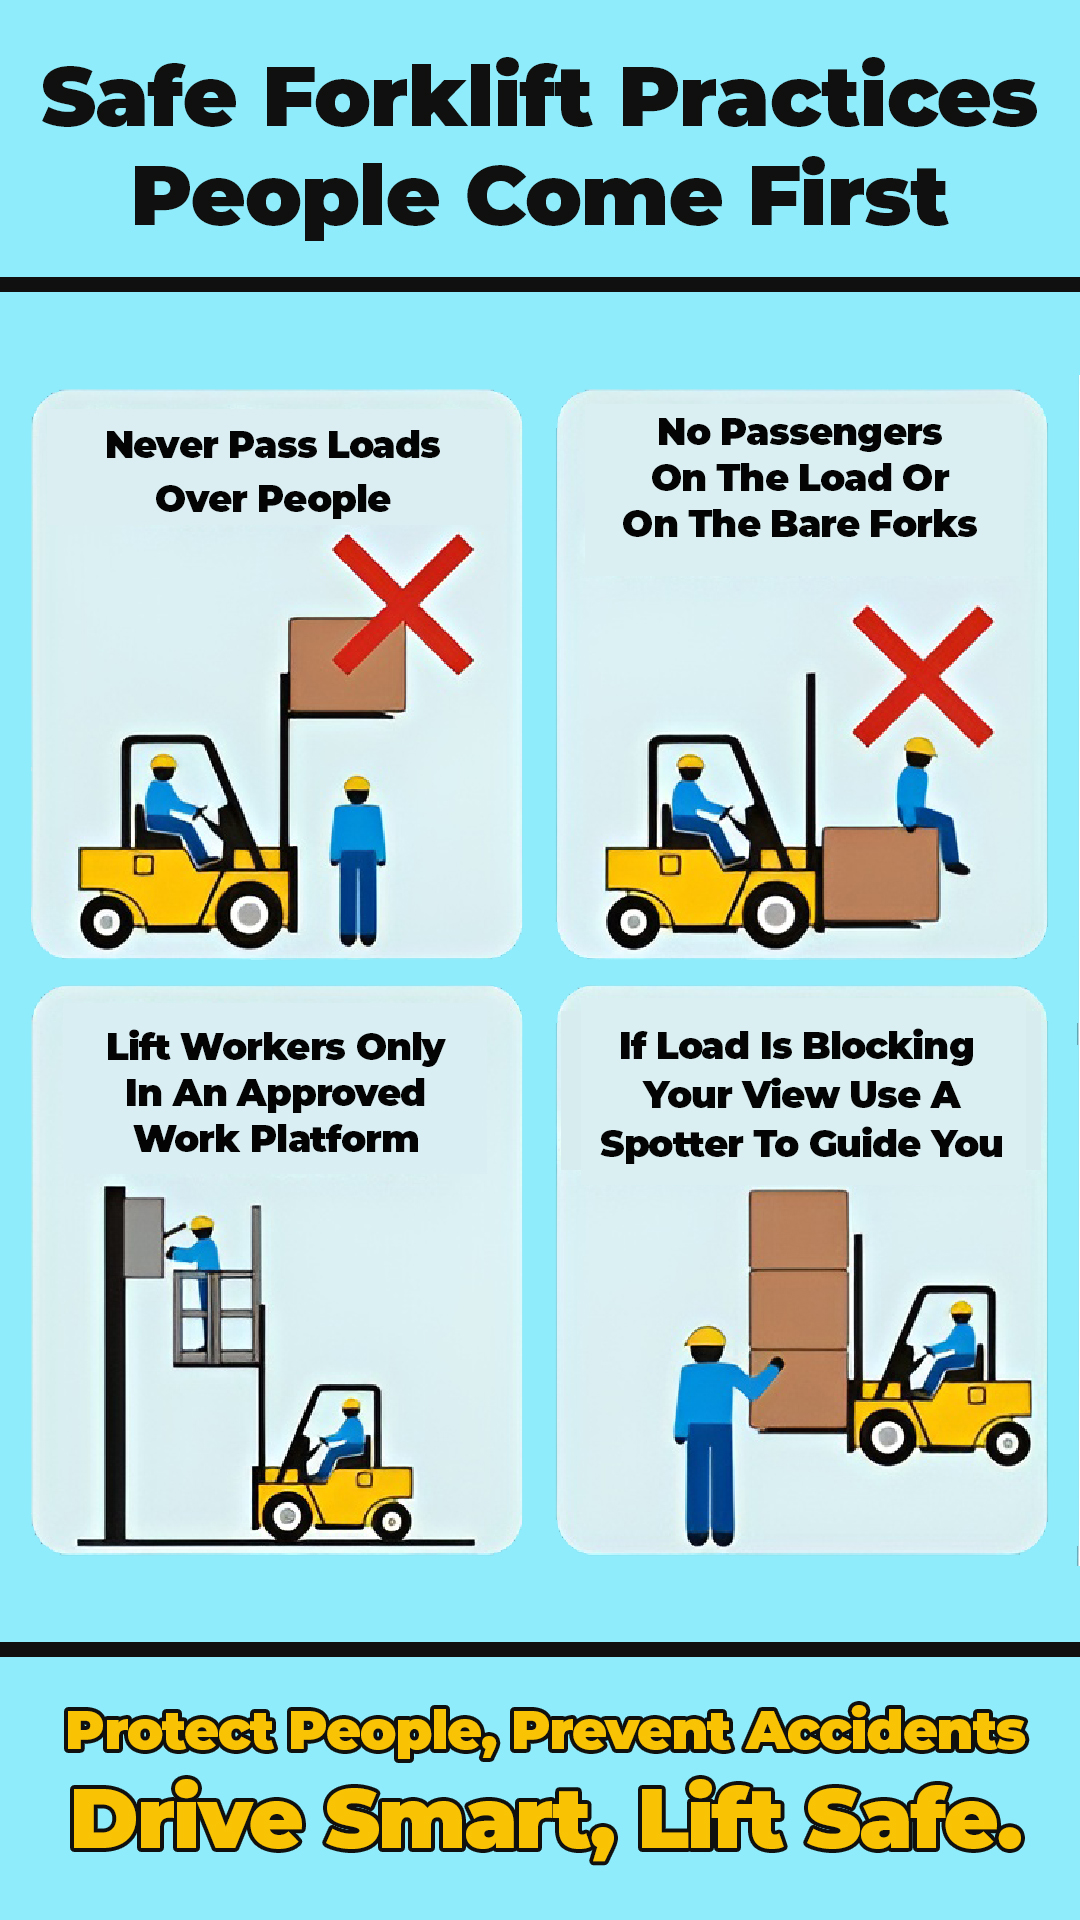 Safe Forklift Practices
People Come First
Never Pass Loads
Over People
No Passengers
On The Load Or
On The Bare Forks
Lift Workers Only
In An Approved
Work Platform
If Load Is Blocking
Your View Use A
Spotter To Guide You
Protect People, Prevent Accidents
Drive Smart, Lift Safe.